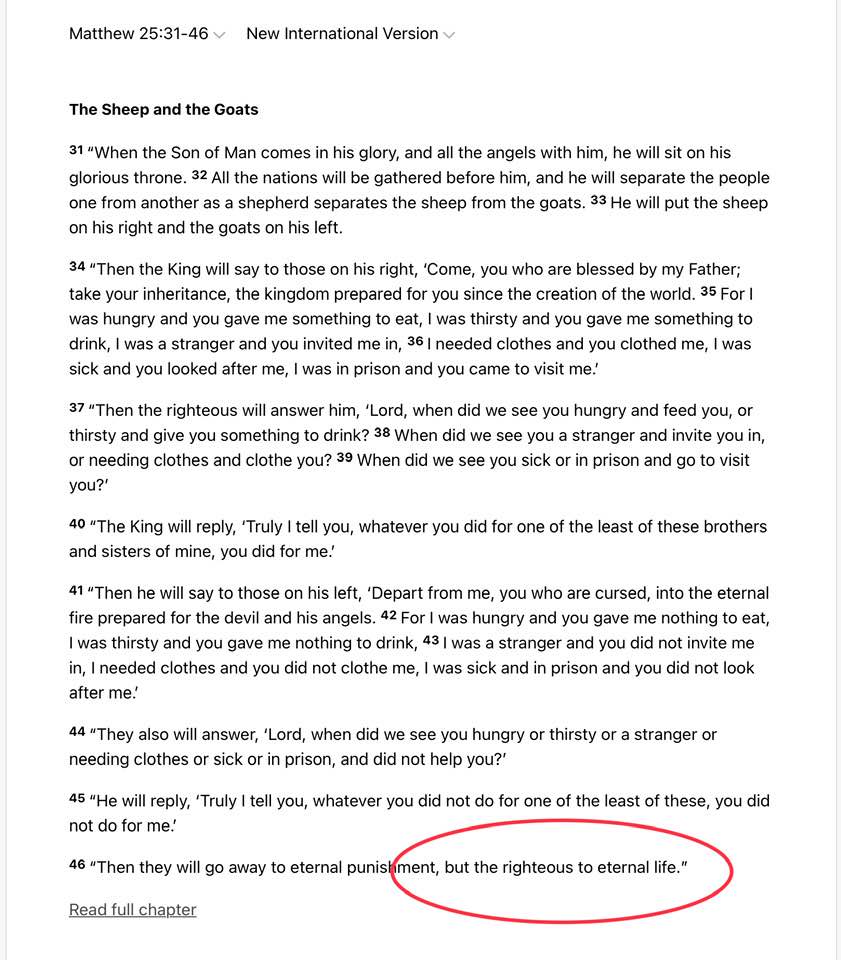 Matthew 25:31-46 New International Version
The Sheep and the Goats
31 “When the Son of Man comes in his glory, and all the angels with him, he will sit on his
glorious throne. 32 All the nations will be gathered before him, and he will separate the people
one from another as a shepherd separates the sheep from the goats. 33 He will put the sheep
on his right and the goats on his left.
34 “Then the King will say to those on his right, ‘Come, you who are blessed by my Father;
take your inheritance, the kingdom prepared for you since the creation of the world. 35 For I
was hungry and you gave me something to eat, I was thirsty and you gave me something to
drink, I was a stranger and you invited me in, 36 I needed clothes and you clothed me, I was
sick and you looked after me, I was in prison and you came to visit me.’
37 “Then the righteous will answer him, ‘Lord, when did we see you hungry and feed you, or
thirsty and give you something to drink? 38 When did we see you a stranger and invite you in,
or needing clothes and clothe you? 39 When did we see you sick or in prison and go to visit
you?’
40 “The King will reply, ‘Truly I tell you, whatever you did for one of the least of these brothers
and sisters of mine, you did for me.’
41 “Then he will say to those on his left, ‘Depart from me, you who are cursed, into the eternal
fire prepared for the devil and his angels. 42 For I was hungry and you gave me nothing to eat,
I was thirsty and you gave me nothing to drink, 43 I was a stranger and you did not invite me
in, I needed clothes and you did not clothe me, I was sick and in prison and you did not look
after me.’
44 “They also will answer, ‘Lord, when did we see you hungry or thirsty or a stranger or
needing clothes or sick or in prison, and did not help you?’
45 “He will reply, ‘Truly I tell you, whatever you did not do for one of the least of these, you did
not do for me.’
46 “Then they will go away to eternal punishment, but the righteous to eternal life.”
Read full chapter